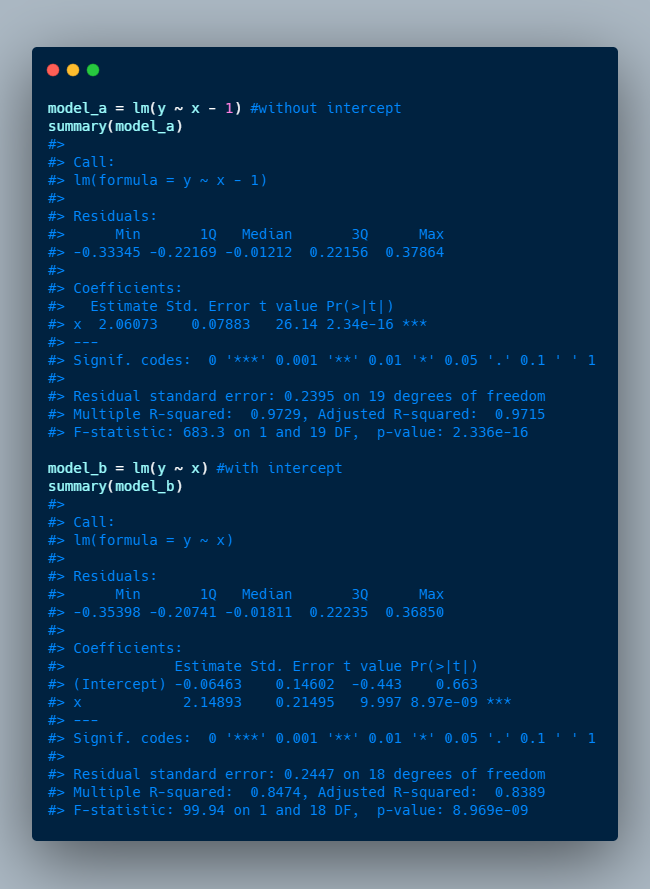 model_a = lm(y ~ x - 1) #without intercept
summary(model_a)
#>
#> Call:
#> lm(formula = y ~ x - 1)
#>
#> Residuals:
#>      Min       1Q   Median       3Q      Max
#> -0.33345 -0.22169 -0.01212  0.22156  0.37864
#>
#> Coefficients:
#>   Estimate Std. Error t value Pr(>|t|)
#> x  2.06073    0.07883   26.14 2.34e-16 ***
#> ---
#> Signif. codes:  0 '***' 0.001 '**' 0.01 '*' 0.05 '.' 0.1 ' ' 1
#>
#> Residual standard error: 0.2395 on 19 degrees of freedom
#> Multiple R-squared:  0.9729, Adjusted R-squared:  0.9715
#> F-statistic: 683.3 on 1 and 19 DF,  p-value: 2.336e-16

model_b = lm(y ~ x) #with intercept
summary(model_b)
#>
#> Call:
#> lm(formula = y ~ x)
#>
#> Residuals:
#>      Min       1Q   Median       3Q      Max
#> -0.35398 -0.20741 -0.01811  0.22235  0.36850
#>
#> Coefficients:
#>             Estimate Std. Error t value Pr(>|t|)
#> (Intercept) -0.06463    0.14602  -0.443    0.663
#> x            2.14893    0.21495   9.997 8.97e-09 ***
#> ---
#> Signif. codes:  0 '***' 0.001 '**' 0.01 '*' 0.05 '.' 0.1 ' ' 1
#>
#> Residual standard error: 0.2447 on 18 degrees of freedom
#> Multiple R-squared:  0.8474, Adjusted R-squared:  0.8389
#> F-statistic: 99.94 on 1 and 18 DF,  p-value: 8.969e-09